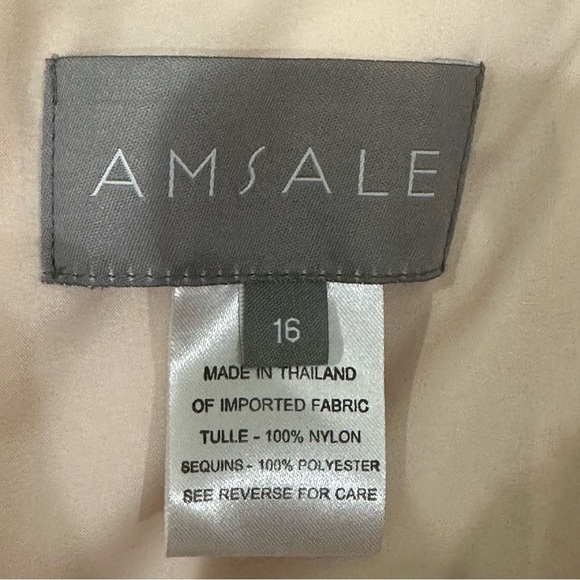 AMSALE
16
MADE IN THAILAND
OF IMPORTED FABRIC
TULLE - 100% NYLON
SEQUINS - 100% POLYESTER
SEE REVERSE FOR CARE